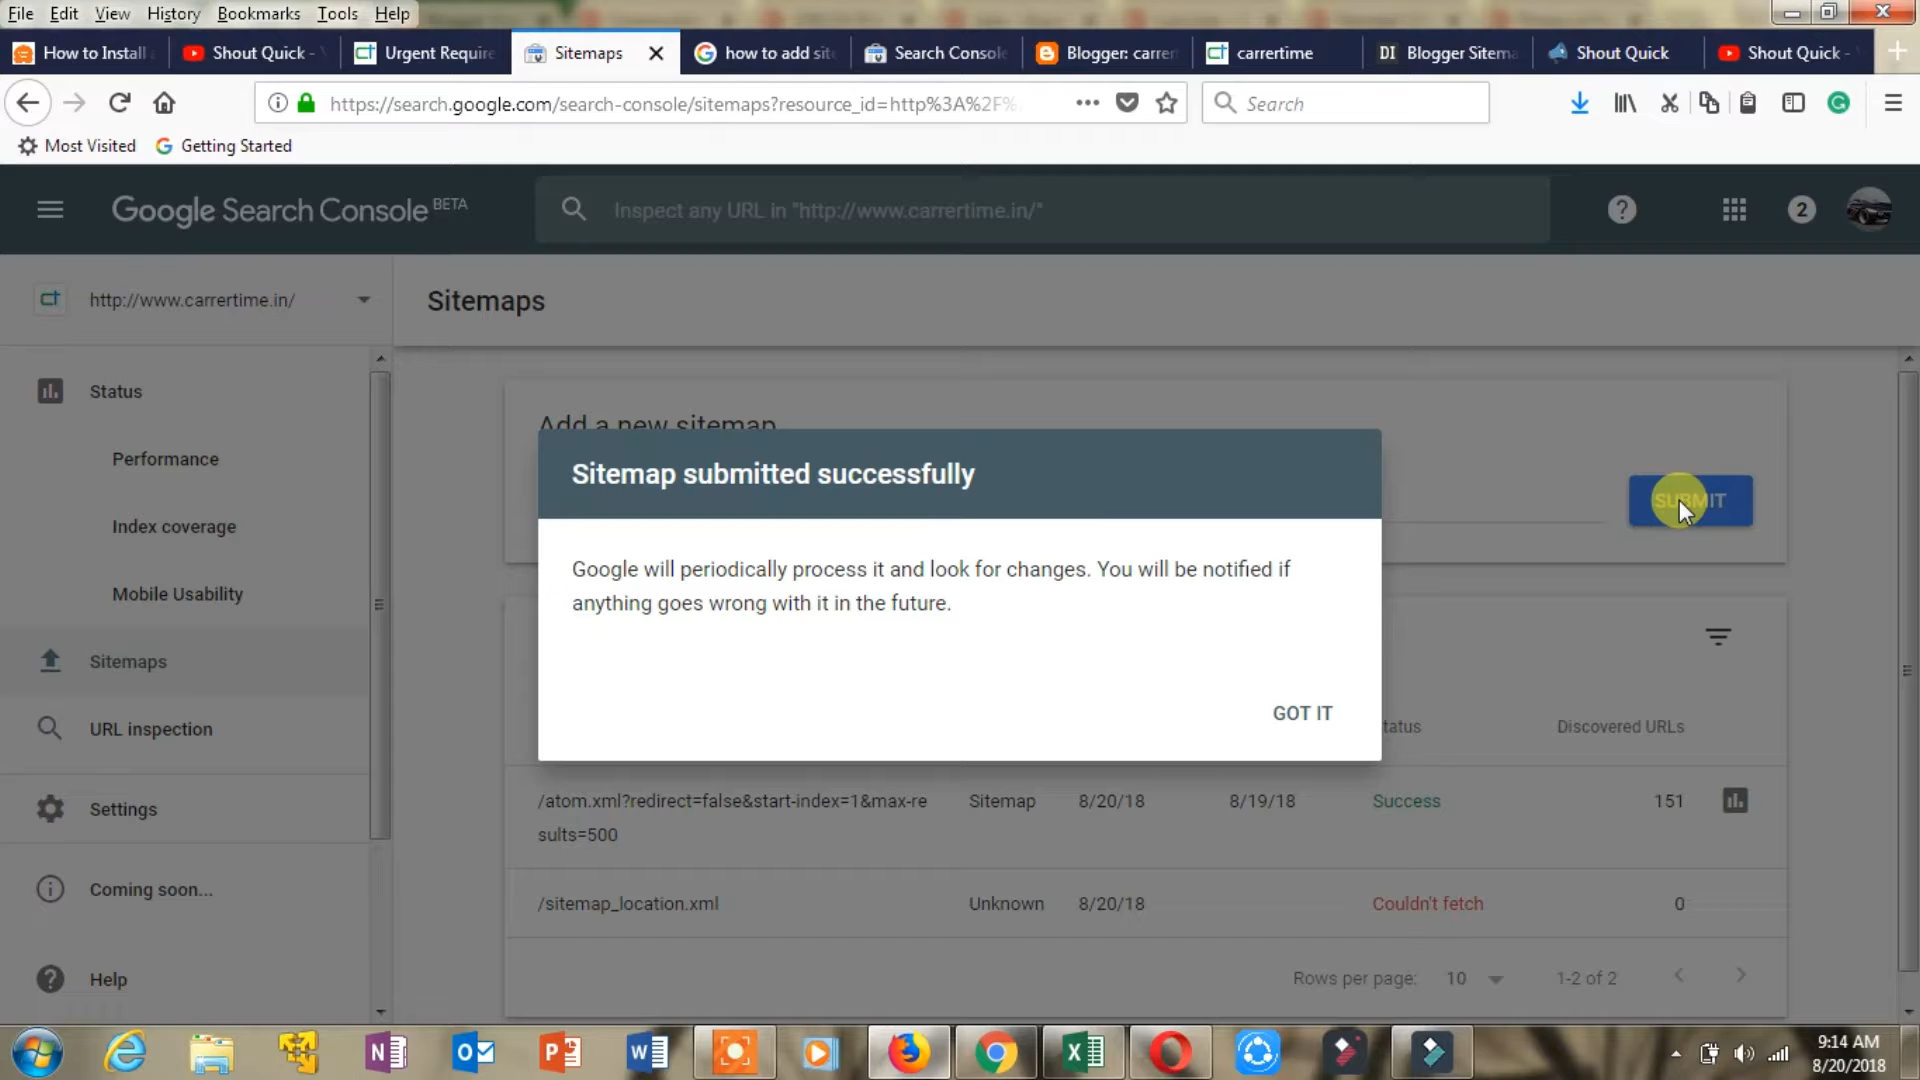 File Edit View History Bookmarks Tools Help
How to Install Shout Quick - Urgent Require Sitemaps how to add sit Search Consol Blogger: carrer carrertime DI Blogger Sitema Shout Quick Shout Quick -
https://search.google.com/search-console/sitemaps?resource_id=http%3A%2F% Search
Most Visited Getting Started
Google Search Console BETA Inspect any URL in "http://www.carrertime.in/" 2
ct http://www.carrertime.in/ Sitemaps
Status
Performance
Index coverage
Mobile Usability
Sitemaps
URL inspection
Settings
Coming soon...
Help
Add a new sitemap
SUBMIT
Sitemap submitted successfully
Google will periodically process it and look for changes. You will be notified if
anything goes wrong with it in the future.
GOT IT
tatus Discovered URLs
/atom.xml?redirect=false&start-index=1&max-re Sitemap 8/20/18 8/19/18 Success 151
sults=500
/sitemap_location.xml Unknown 8/20/18 Couldn't fetch 0
Rows per page: 10 1-2 of 2
9:14 AM
8/20/2018